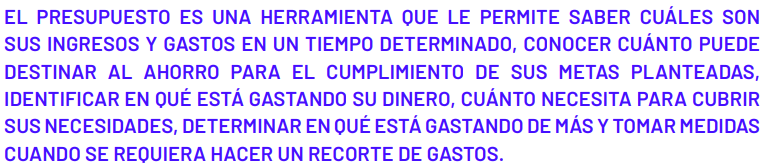 EL PRESUPUESTO ES UNA HERRAMIENTA QUE LE PERMITE SABER CUÁLES SON
SUS INGRESOS Y GASTOS EN UN TIEMPO DETERMINADO, CONOCER CUÁNTO PUEDE
DESTINAR AL AHORRO PARA EL CUMPLIMIENTO DE SUS METAS PLANTEADAS,
IDENTIFICAR EN QUÉ ESTÁ GASTANDO SU DINERO, CUÁNTO NECESITA PARA CUBRIR
SUS NECESIDADES, DETERMINAR EN QUÉ ESTÁ GASTANDO DE MÁS Y TOMAR MEDIDAS
CUANDO SE REQUIERA HACER UN RECORTE DE GASTOS.